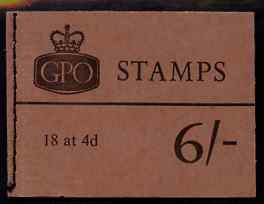 GPO STAMPS
18 at 4d 6/-